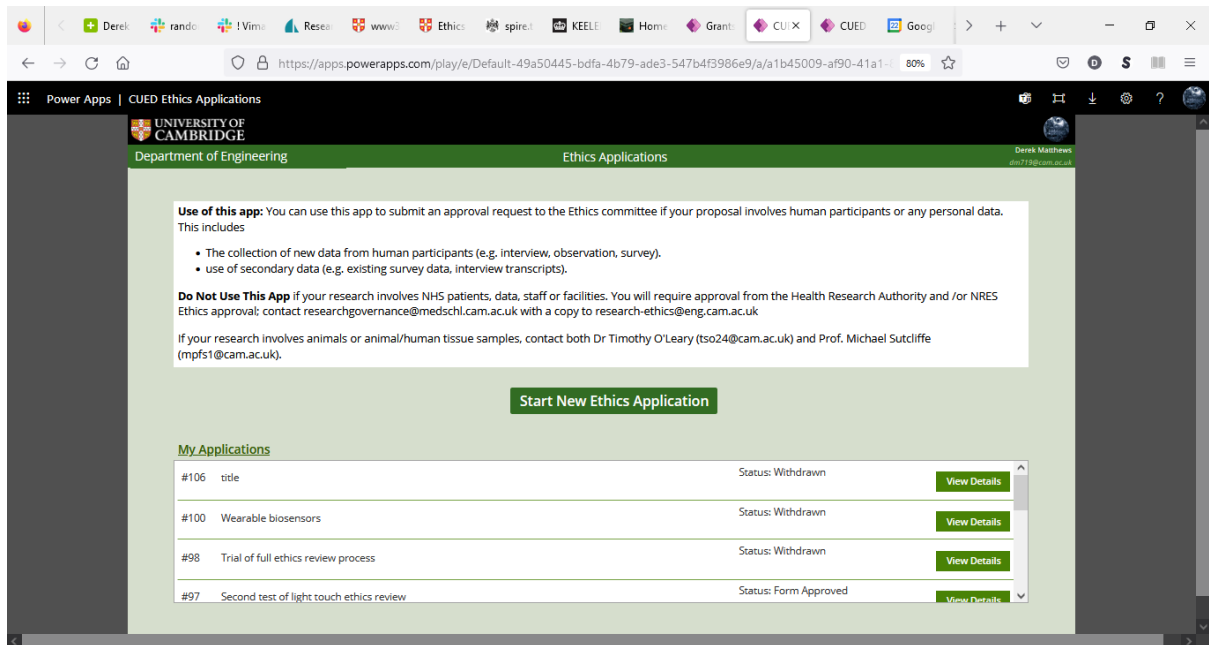 Derek
rando
! Vima
Resea
www3
Ethics
spire.t
KEELE
Home
Grants
CUE
CUED
22 Googl
https://apps.powerapps.com/play/e/Default-49a50445-bdfa-4b79-ade3-547b4f3986e9/a/a1b45009-af90-41a1-
80%
Power Apps | CUED Ethics Applications
UNIVERSITY OF
CAMBRIDGE
Department of Engineering
Ethics Applications
Derek Matthews
dm719@cam.ac.uk
Use of this app: You can use this app to submit an approval request to the Ethics committee if your proposal involves human participants or any personal data.
This includes
• The collection of new data from human participants (e.g. interview, observation, survey).
• use of secondary data (e.g. existing survey data, interview transcripts).
Do Not Use This App if your research involves NHS patients, data, staff or facilities. You will require approval from the Health Research Authority and /or NRES
Ethics approval; contact researchgovernance@medschl.cam.ac.uk with a copy to research-ethics@eng.cam.ac.uk
If your research involves animals or animal/human tissue samples, contact both Dr Timothy O'Leary (tso24@cam.ac.uk) and Prof. Michael Sutcliffe
(mpfs1@cam.ac.uk).
Start New Ethics Application
My Applications
#106 title Status: Withdrawn View Details
#100 Wearable biosensors Status: Withdrawn View Details
#98 Trial of full ethics review process Status: Withdrawn View Details
#97 Second test of light touch ethics review Status: Form Approved View Details